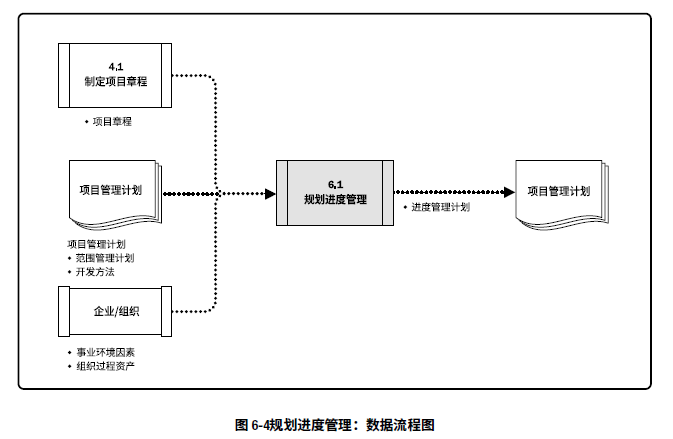 4.1
制定项目章程
• 项目章程
项目管理计划
项目管理计划
• 范围管理计划
• 开发方法
企业/组织
• 事业环境因素
• 组织过程资产
6.1
规划进度管理
• 进度管理计划
项目管理计划
图 6-4规划进度管理：数据流程图